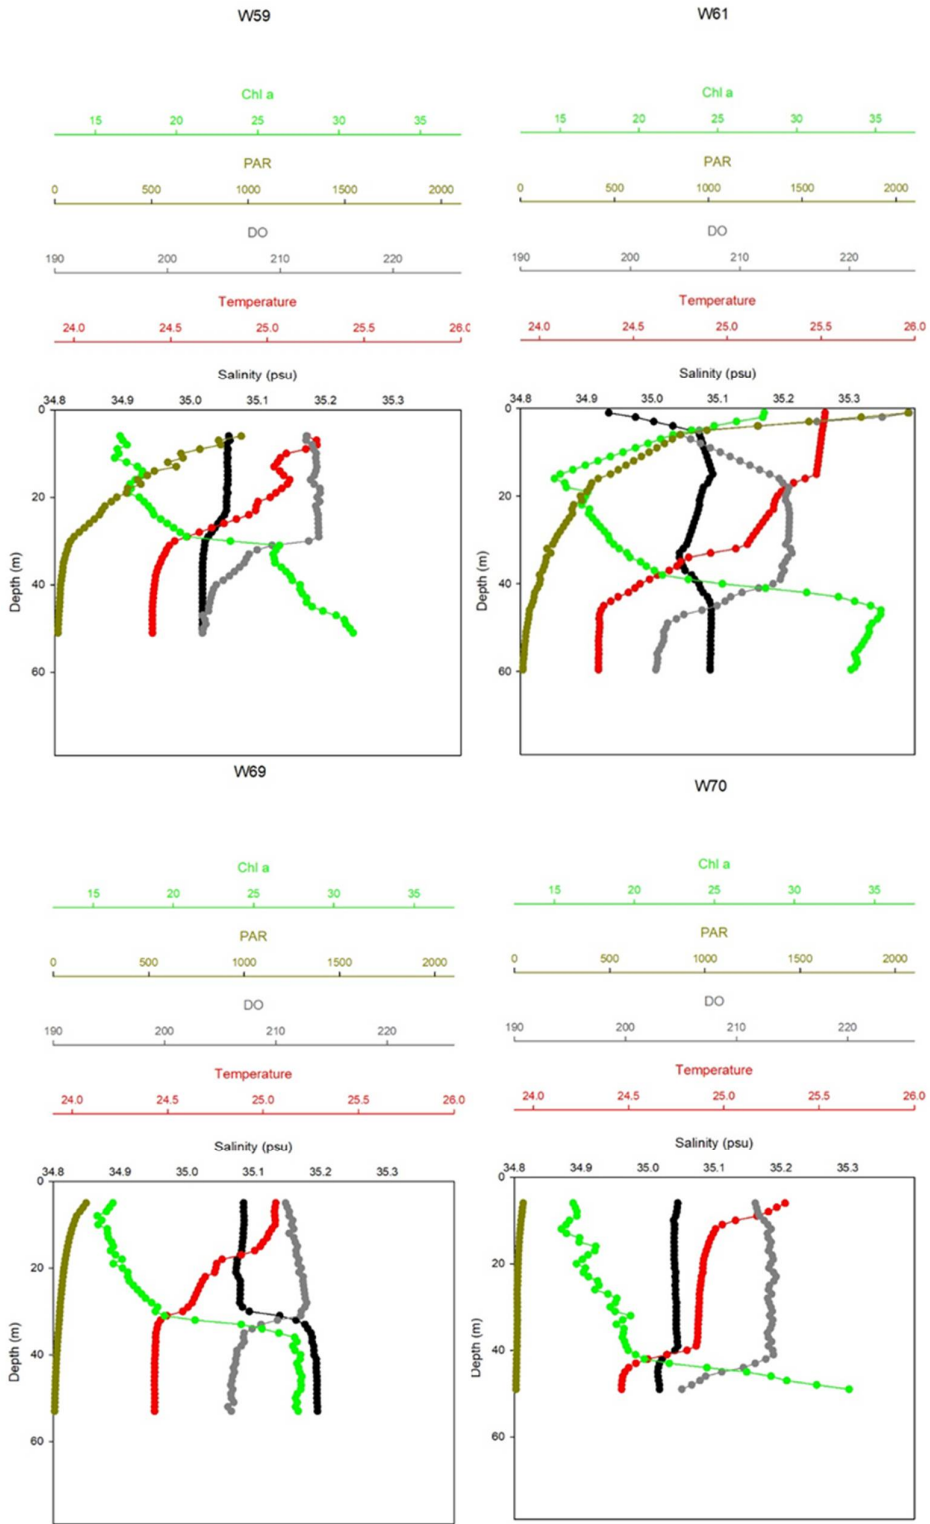 W59
Chl a
15 20 25 30 35
PAR
0 500 1000 1500 2000
DO
190 200 210 220
Temperature
24.0 24.5 25.0 25.5 26.0
Salinity (psu)
34.8 34.9 35.0 35.1 35.2 35.3
0
20
40
60
Depth (m)
W61
Chl a
15 20 25 30 35
PAR
0 500 1000 1500 2000
DO
190 200 210 220
Temperature
24.0 24.5 25.0 25.5 26.0
Salinity (psu)
34.8 34.9 35.0 35.1 35.2 35.3
0
20
40
60
Depth (m)
W69
Chl a
15 20 25 30 35
PAR
0 500 1000 1500 2000
DO
190 200 210 220
Temperature
24.0 24.5 25.0 25.5 26.0
Salinity (psu)
34.8 34.9 35.0 35.1 35.2 35.3
0
20
40
60
Depth (m)
W70
Chl a
15 20 25 30 35
PAR
0 500 1000 1500 2000
DO
190 200 210 220
Temperature
24.0 24.5 25.0 25.5 26.0
Salinity (psu)
34.8 34.9 35.0 35.1 35.2 35.3
0
20
40
60
Depth (m)